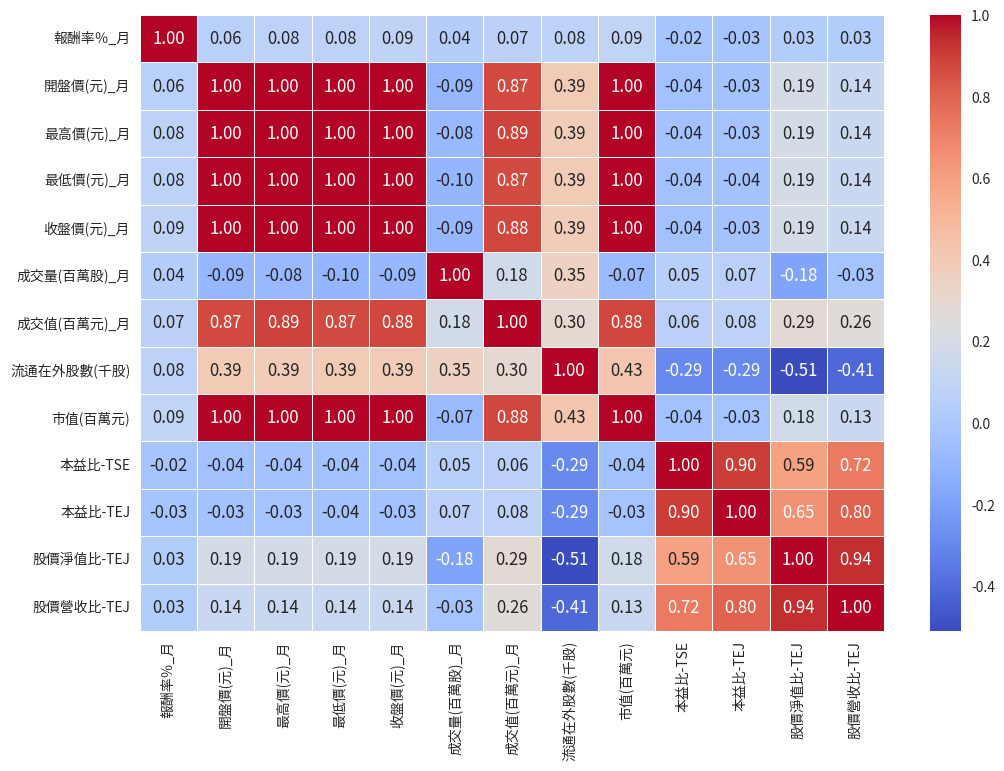 報酬率％_月 1.00 0.06 0.08 0.08 0.09 0.04 0.07 0.08 0.09 -0.02 -0.03 0.03 0.03
開盤價(元)_月 0.06 1.00 1.00 1.00 1.00 -0.09 0.87 0.39 1.00 -0.04 -0.03 0.19 0.14
最高價(元)_月 0.08 1.00 1.00 1.00 1.00 -0.08 0.89 0.39 1.00 -0.04 -0.03 0.19 0.14
最低價(元)_月 0.08 1.00 1.00 1.00 1.00 -0.10 0.87 0.39 1.00 -0.04 -0.04 0.19 0.14
收盤價(元)_月 0.09 1.00 1.00 1.00 1.00 -0.09 0.88 0.39 1.00 -0.04 -0.03 0.19 0.14
成交量(百萬股)_月 0.04 -0.09 -0.08 -0.10 -0.09 1.00 0.18 0.35 -0.07 0.05 0.07 -0.18 -0.03
成交值(百萬元)_月 0.07 0.87 0.89 0.87 0.88 0.18 1.00 0.30 0.88 0.06 0.08 0.29 0.26
流通在外股數(千股) 0.08 0.39 0.39 0.39 0.39 0.35 0.30 1.00 0.43 -0.29 -0.29 -0.51 -0.41
市值(百萬元) 0.09 1.00 1.00 1.00 1.00 -0.07 0.88 0.43 1.00 -0.04 -0.03 0.18 0.13
本益比-TSE -0.02 -0.04 -0.04 -0.04 -0.04 0.05 0.06 -0.29 -0.04 1.00 0.90 0.59 0.72
本益比-TEJ -0.03 -0.03 -0.03 -0.04 -0.03 0.07 0.08 -0.29 -0.03 0.90 1.00 0.65 0.80
股價淨值比-TEJ 0.03 0.19 0.19 0.19 0.19 -0.18 0.29 -0.51 0.18 0.59 0.65 1.00 0.94
股價營收比-TEJ 0.03 0.14 0.14 0.14 0.14 -0.03 0.26 -0.41 0.13 0.72 0.80 0.94 1.00
報酬率％_月
開盤價(元)_月
最高價(元)_月
最低價(元)_月
收盤價(元)_月
成交量(百萬股)_月
成交值(百萬元)_月
流通在外股數(千股)
市值(百萬元)
本益比-TSE
本益比-TEJ
股價淨值比-TEJ
股價營收比-TEJ
1.0
0.8
0.6
0.4
0.2
0.0
-0.2
-0.4